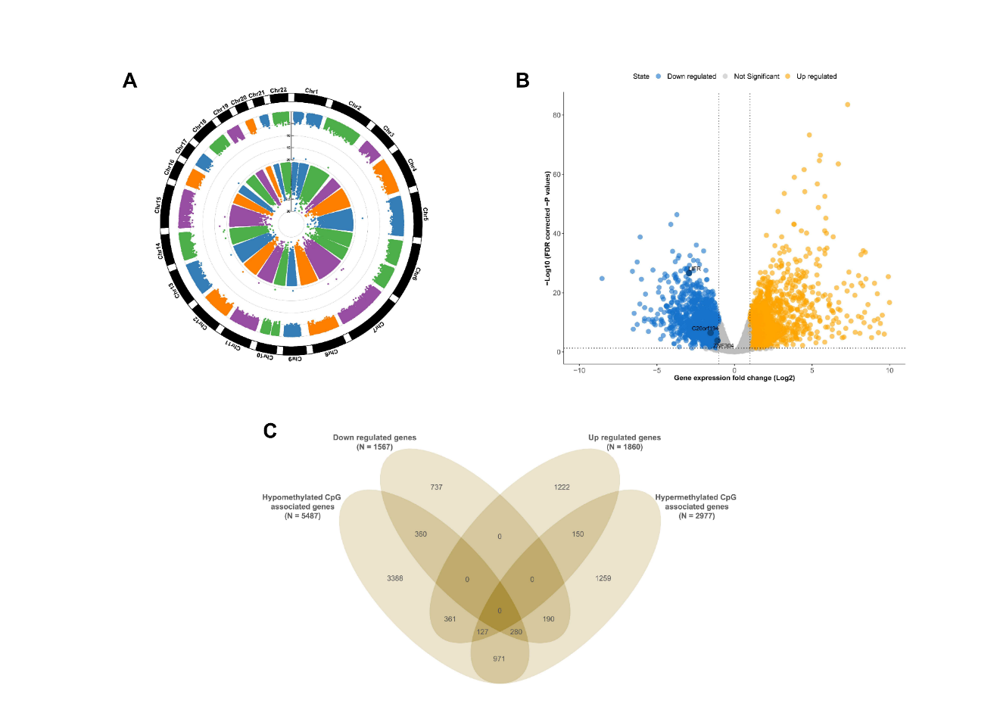 A
Chr1
Chr2
Chr3
Chr4
Chr5
Chr6
Chr7
Chr8
Chr9
Chr10
Chr11
Chr12
Chr13
Chr14
Chr15
Chr16
Chr17
Chr18
Chr19
Chr20
Chr21
Chr22
B
State Down regulated Not Significant Up regulated
−Log10 (FDR corrected −P values)
80
60
40
20
0
LIFR
C20orf194
ZNF304
−10 −5 0 5 10
Gene expression fold change (Log2)
C
Down regulated genes
(N = 1567)
Up regulated genes
(N = 1860)
Hypomethylated CpG
associated genes
(N = 5487)
Hypermethylated CpG
associated genes
(N = 2977)
737
1222
360
0
150
3388
0
0
1259
0
361
190
127
280
971